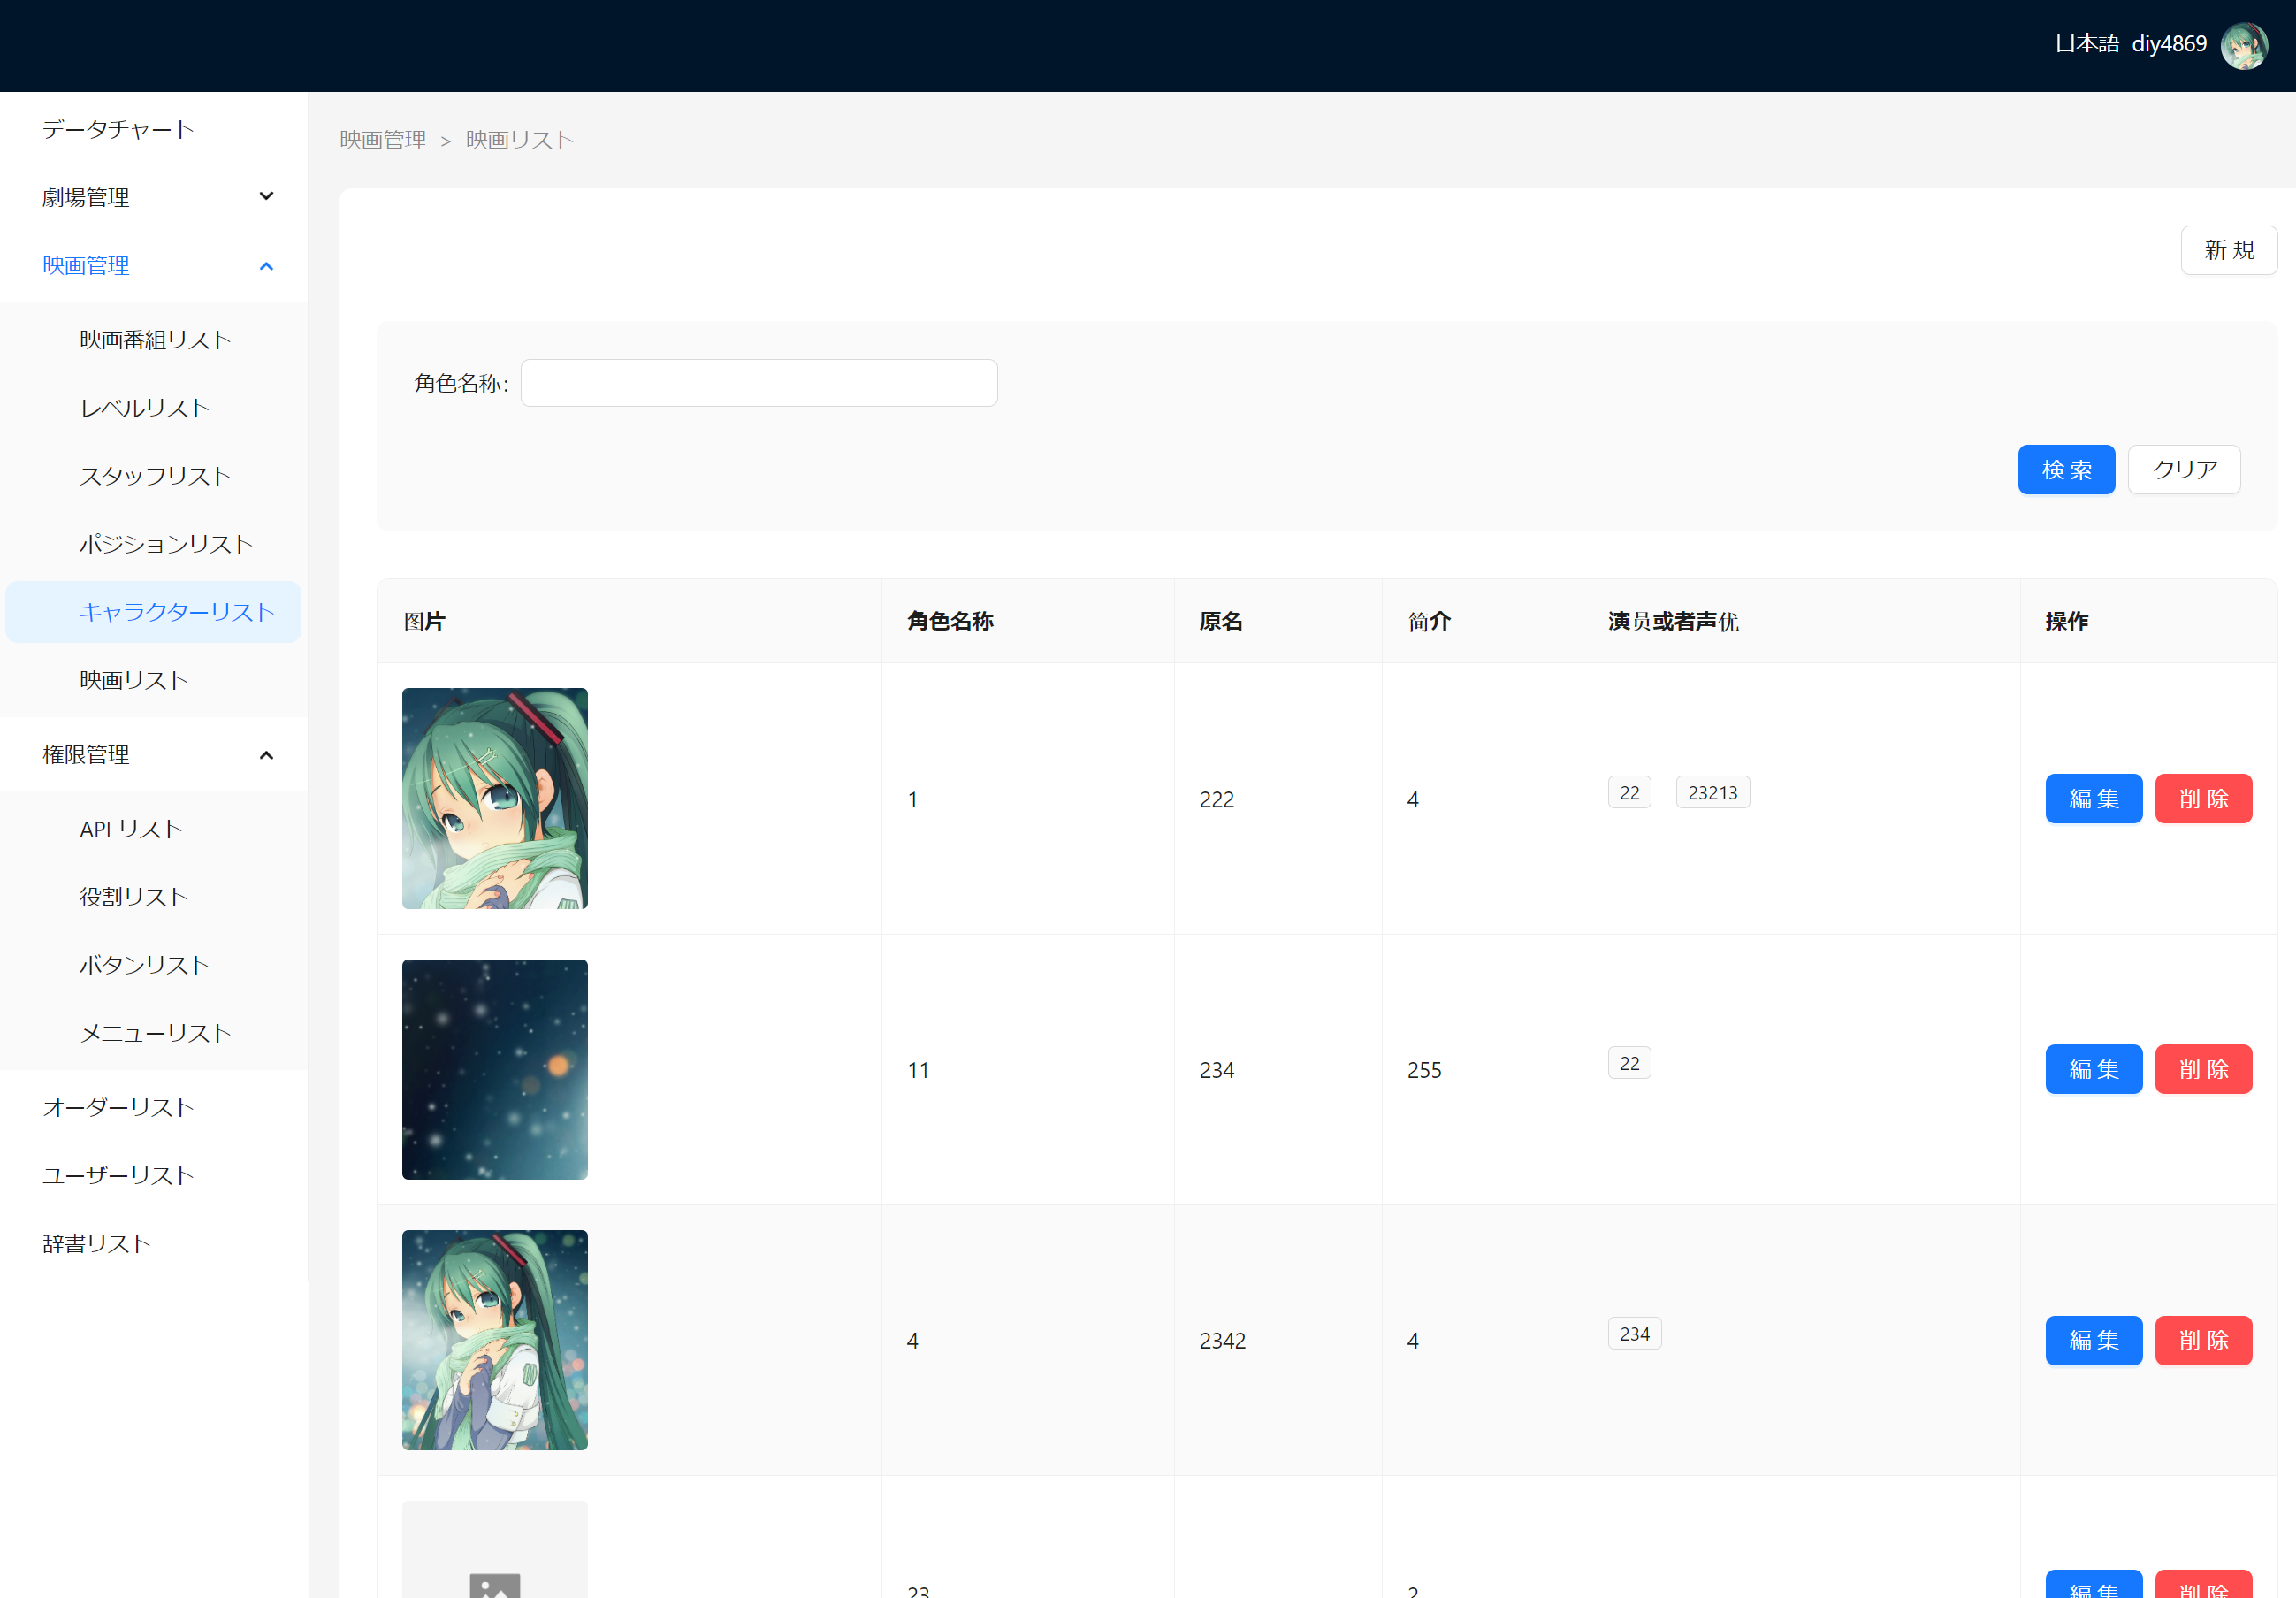 日本語 diy4869
データチャート
劇場管理
映画管理
映画番組リスト
レベルリスト
スタッフリスト
ポジションリスト
キャラクターリスト
映画リスト
権限管理
API リスト
役割リスト
ボタンリスト
メニューリスト
オーダーリスト
ユーザーリスト
辞書リスト
映画管理 > 映画リスト
新 規
角色名称:
検 索 クリア
图片 角色名称 原名 简介 演员或者声优 操作
1 222 4 22 23213 編 集 削 除
11 234 255 22 編 集 削 除
4 2342 4 234 編 集 削 除
23 2 編 集 削 除